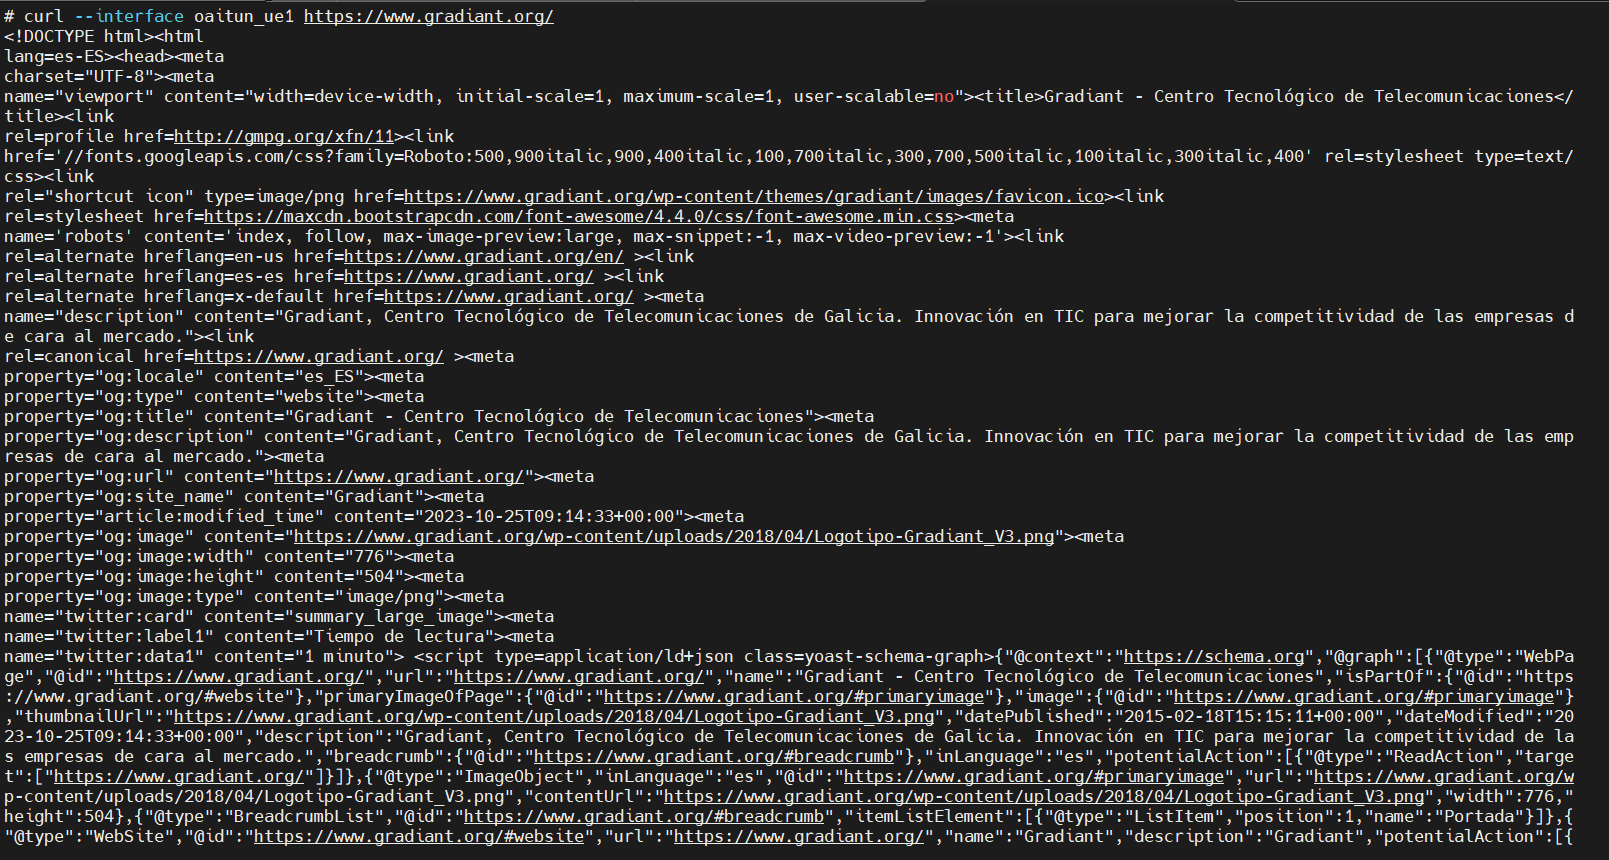 # curl --interface oaitun_ue1 https://www.gradiant.org/
<!DOCTYPE html><html
lang=es-ES><head><meta
charset="UTF-8"><meta
name="viewport" content="width=device-width, initial-scale=1, maximum-scale=1, user-scalable=no"><title>Gradiant - Centro Tecnológico de Telecomunicaciones</
title><link
rel=profile href=http://gmpg.org/xfn/11><link
href='//fonts.googleapis.com/css?family=Roboto:500,900italic,900,400italic,100,700italic,300,700,500italic,100italic,300italic,400' rel=stylesheet type=text/
css><link
rel="shortcut icon" type=image/png href=https://www.gradiant.org/wp-content/themes/gradiant/images/favicon.ico><link
rel=stylesheet href=https://maxcdn.bootstrapcdn.com/font-awesome/4.4.0/css/font-awesome.min.css><meta
name='robots' content='index, follow, max-image-preview:large, max-snippet:-1, max-video-preview:-1'><link
rel=alternate hreflang=en-us href=https://www.gradiant.org/en/ ><link
rel=alternate hreflang=es-es href=https://www.gradiant.org/ ><link
rel=alternate hreflang=x-default href=https://www.gradiant.org/ ><meta
name="description" content="Gradiant, Centro Tecnológico de Telecomunicaciones de Galicia. Innovación en TIC para mejorar la competitividad de las empresas d
e cara al mercado."><link
rel=canonical href=https://www.gradiant.org/ ><meta
property="og:locale" content="es_ES"><meta
property="og:type" content="website"><meta
property="og:title" content="Gradiant - Centro Tecnológico de Telecomunicaciones"><meta
property="og:description" content="Gradiant, Centro Tecnológico de Telecomunicaciones de Galicia. Innovación en TIC para mejorar la competitividad de las emp
resas de cara al mercado."><meta
property="og:url" content="https://www.gradiant.org/"><meta
property="og:site_name" content="Gradiant"><meta
property="article:modified_time" content="2023-10-25T09:14:33+00:00"><meta
property="og:image" content="https://www.gradiant.org/wp-content/uploads/2018/04/Logotipo-Gradiant_V3.png"><meta
property="og:image:width" content="776"><meta
property="og:image:height" content="504"><meta
property="og:image:type" content="image/png"><meta
name="twitter:card" content="summary_large_image"><meta
name="twitter:label1" content="Tiempo de lectura"><meta
name="twitter:data1" content="1 minuto"> <script type=application/ld+json class=yoast-schema-graph>{"@context":"https://schema.org","@graph":[{"@type":"WebPa
ge","@id":"https://www.gradiant.org/","url":"https://www.gradiant.org/","name":"Gradiant - Centro Tecnológico de Telecomunicaciones","isPartOf":{"@id":"https
://www.gradiant.org/#website"},"primaryImageOfPage":{"@id":"https://www.gradiant.org/#primaryimage"},"image":{"@id":"https://www.gradiant.org/#primaryimage"}
,"thumbnailUrl":"https://www.gradiant.org/wp-content/uploads/2018/04/Logotipo-Gradiant_V3.png","datePublished":"2015-02-18T15:15:11+00:00","dateModified":"20
23-10-25T09:14:33+00:00","description":"Gradiant, Centro Tecnológico de Telecomunicaciones de Galicia. Innovación en TIC para mejorar la competitividad de la
s empresas de cara al mercado.","breadcrumb":{"@id":"https://www.gradiant.org/#breadcrumb"},"inLanguage":"es","potentialAction":[{"@type":"ReadAction","targe
t":["https://www.gradiant.org/"]}]},{"@type":"ImageObject","inLanguage":"es","@id":"https://www.gradiant.org/#primaryimage","url":"https://www.gradiant.org/w
p-content/uploads/2018/04/Logotipo-Gradiant_V3.png","contentUrl":"https://www.gradiant.org/wp-content/uploads/2018/04/Logotipo-Gradiant_V3.png","width":776,"
height":504},{"@type":"BreadcrumbList","@id":"https://www.gradiant.org/#breadcrumb","itemListElement":[{"@type":"ListItem","position":1,"name":"Portada"}]},{
"@type":"WebSite","@id":"https://www.gradiant.org/#website","url":"https://www.gradiant.org/","name":"Gradiant","description":"Gradiant","potentialAction":[{